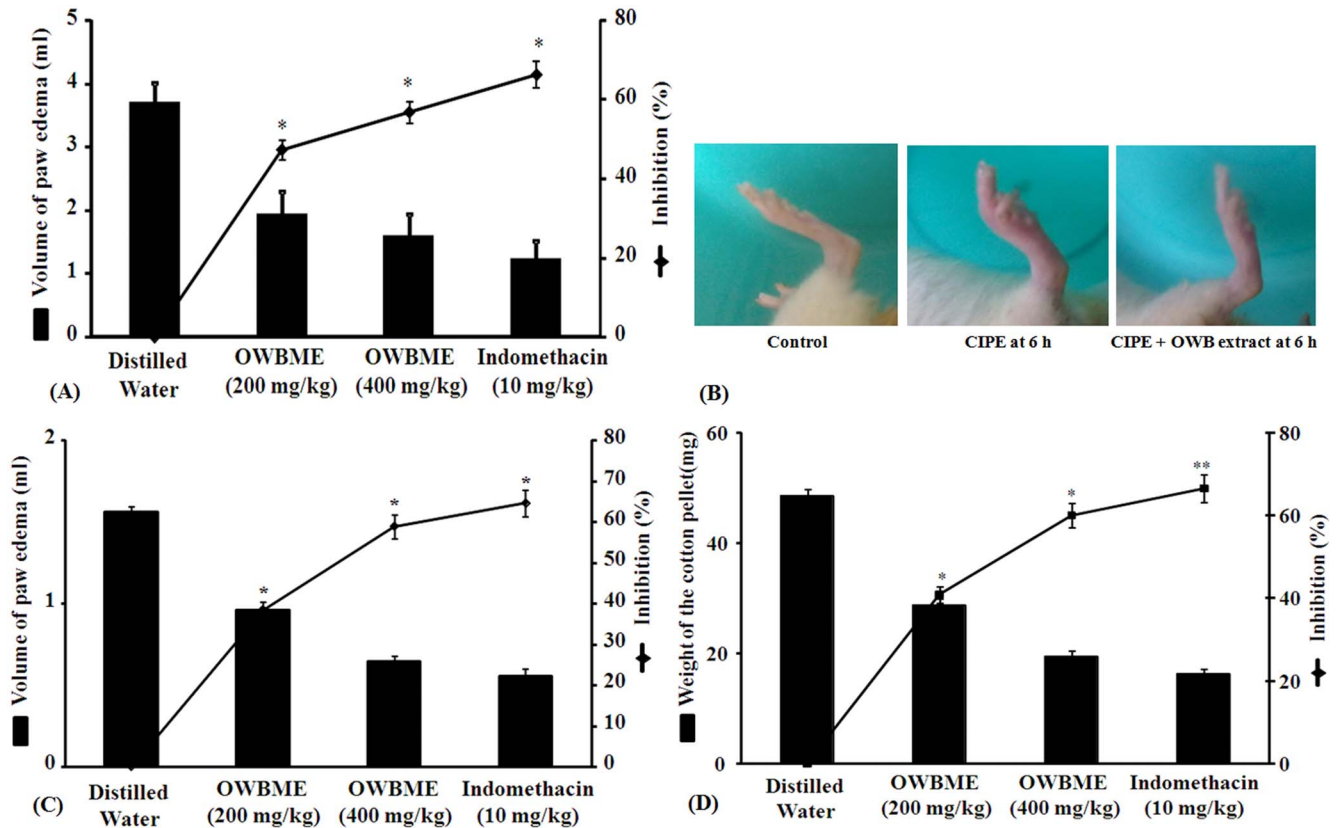 5
4
3
2
1
0
Volume of paw edema (ml)
80
60
40
20
0
Inhibition (%)
*
*
*
Distilled
Water
OWBME
(200 mg/kg)
OWBME
(400 mg/kg)
Indomethacin
(10 mg/kg)
(A)
Control
CIPE at 6 h
CIPE + OWB extract at 6 h
(B)
2
1
0
Volume of paw edema (ml)
80
70
60
50
40
30
20
10
0
Inhibition (%)
*
*
*
Distilled
Water
OWBME
(200 mg/kg)
OWBME
(400 mg/kg)
Indomethacin
(10 mg/kg)
(C)
60
40
20
0
Weight of the cotton pellet(mg)
80
60
40
20
0
Inhibition (%)
*
*
**
Distilled
Water
OWBME
(200 mg/kg)
OWBME
(400 mg/kg)
Indomethacin
(10 mg/kg)
(D)